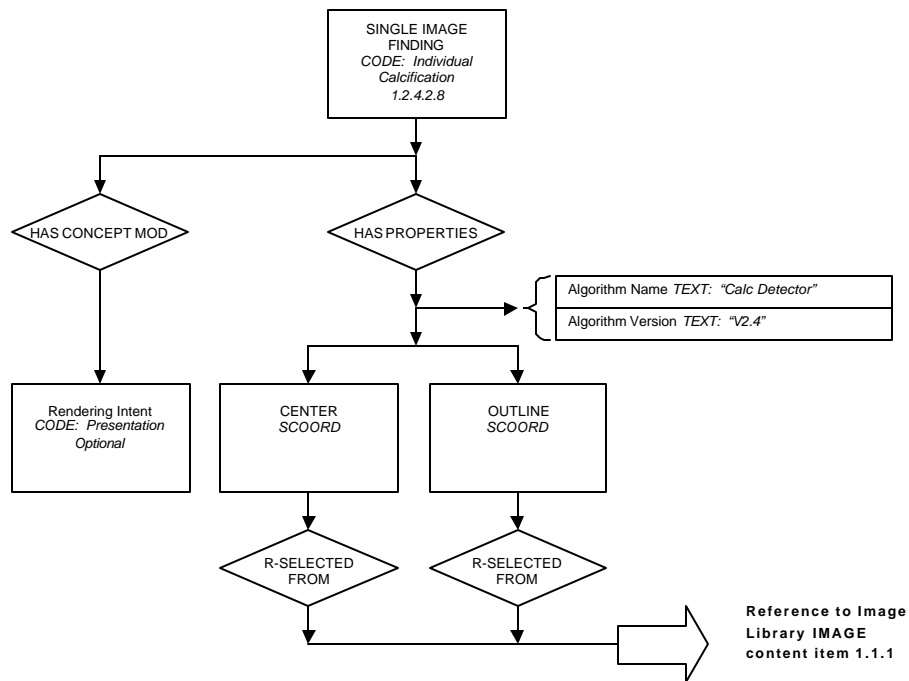 SINGLE IMAGE
FINDING
CODE: Individual
Calcification
1.2.4.2.8
HAS CONCEPT MOD
HAS PROPERTIES
Algorithm Name TEXT: “Calc Detector”
Algorithm Version TEXT: “V2.4”
Rendering Intent
CODE: Presentation
Optional
CENTER
SCOORD
OUTLINE
SCOORD
R-SELECTED
FROM
R-SELECTED
FROM
Reference to Image
Library IMAGE
content item 1.1.1